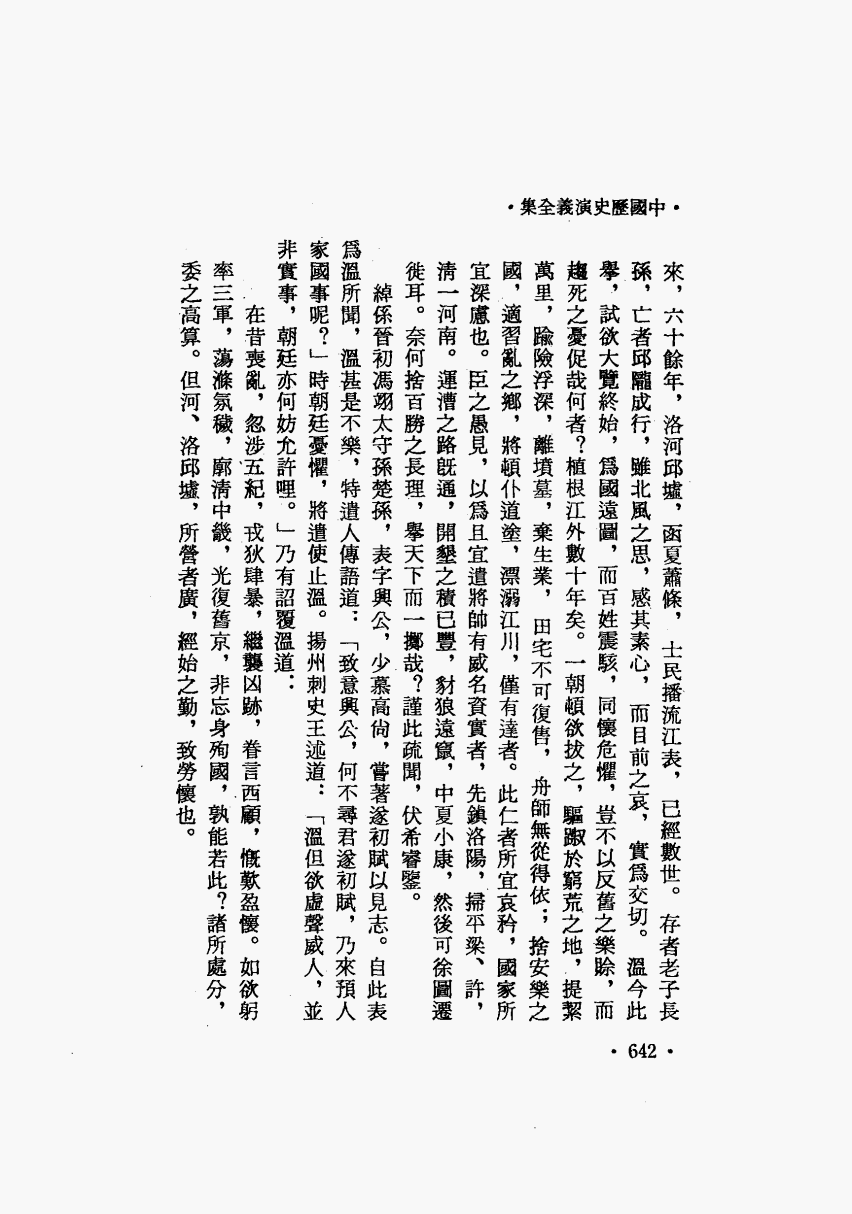 •中國歷史演義全集•
來，六十餘年，洛河邱墟，函夏蕭條，士民播流江表，已經數世。存者老子長
孫，亡者邱隴成行，雖北風之思，感其素心，而目前之哀，實爲交切。溫今此
舉，試欲大覽終始，爲國遠圖，而百姓震駭，同懷危懼，豈不以反舊之樂賒，而
趨死之憂促哉何者？植根江外數十年矣。一朝頓欲拔之，驅踧於窮荒之地，提挈
萬里，踰險浮深，離墳墓，棄生業，田宅不可復售，舟師無從得依；捨安樂之
國，適習亂之鄉，將頓仆道塗，漂溺江川，僅有達者。此仁者所宜哀矜，國家所
宜深慮也。臣之愚見，以爲且宜遣將帥有威名資實者，先鎮洛陽，掃平梁、許，
清一河南。運漕之路既通，開墾之積已豐，豺狼遠竄，中夏小康，然後可徐圖遷
徙耳。奈何捨百勝之長理，舉天下而一擲哉？謹此疏聞，伏希睿鑒。
綽係晉初馮翊太守孫楚孫，表字興公，少慕高尙，嘗著遂初賦以見志。自此表
爲溫所聞，溫甚是不樂，特遣人傳語道：「致意興公，何不尋君遂初賦，乃來預人
家國事呢？」時朝廷憂懼，將遣使止溫。揚州刺史王述道：「溫但欲虛聲威人，並
非實事，朝廷亦何妨允許哩。」乃有詔覆溫道：
在昔喪亂，忽涉五紀，戎狄肆暴，繼襲凶跡，眷言西顧，慨歎盈懷。如欲躬
率三軍，蕩滌氛穢，廓清中畿，光復舊京，非忘身殉國，孰能若此？諸所處分，
委之高算。但河、洛邱墟，所營者廣，經始之勤，致勞懷也。
•642•